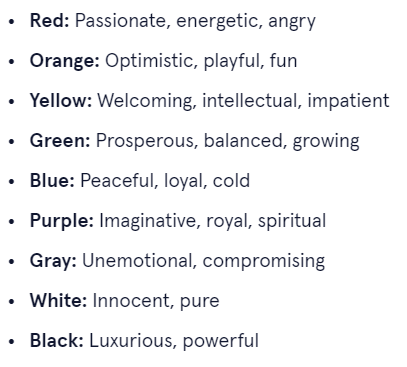 • Red: Passionate, energetic, angry
• Orange: Optimistic, playful, fun
• Yellow: Welcoming, intellectual, impatient
• Green: Prosperous, balanced, growing
• Blue: Peaceful, loyal, cold
• Purple: Imaginative, royal, spiritual
• Gray: Unemotional, compromising
• White: Innocent, pure
• Black: Luxurious, powerful